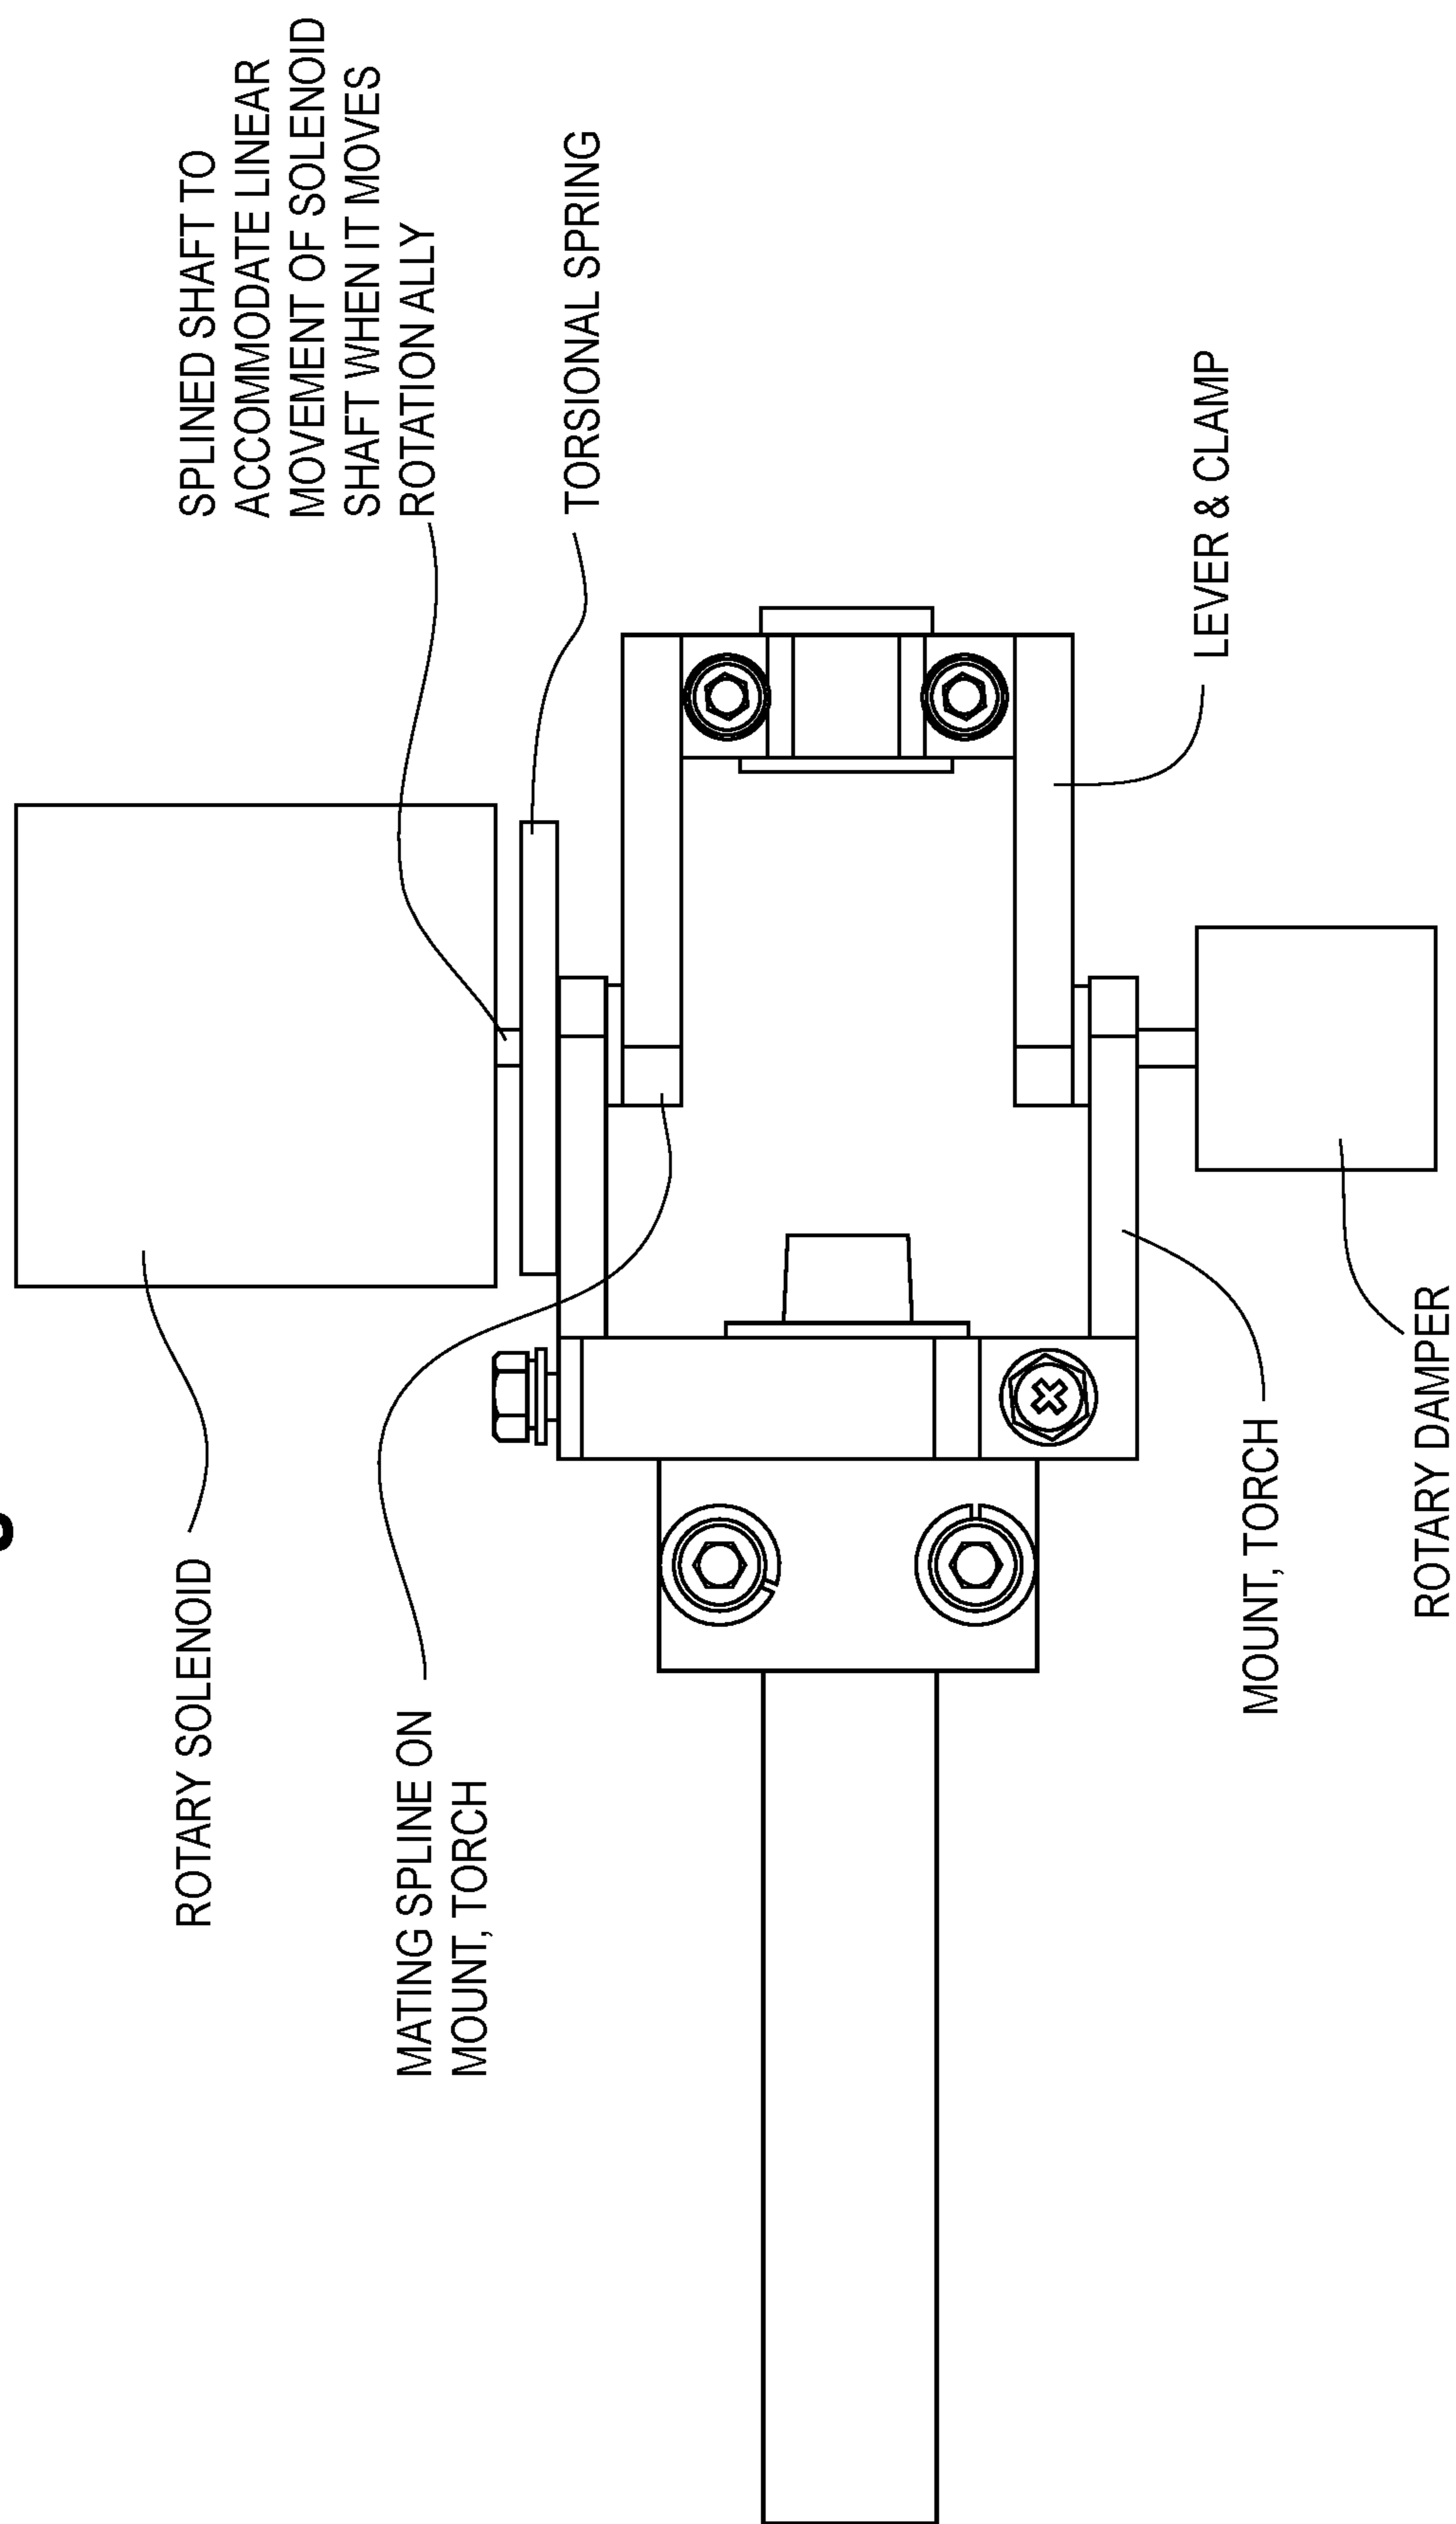 ROTARY SOLENOID
SPLINED SHAFT TO
ACCOMMODATE LINEAR
MOVEMENT OF SOLENOID
SHAFT WHEN IT MOVES
ROTATION ALLY
MATING SPLINE ON
MOUNT, TORCH
TORSIONAL SPRING
LEVER & CLAMP
MOUNT, TORCH
ROTARY DAMPER